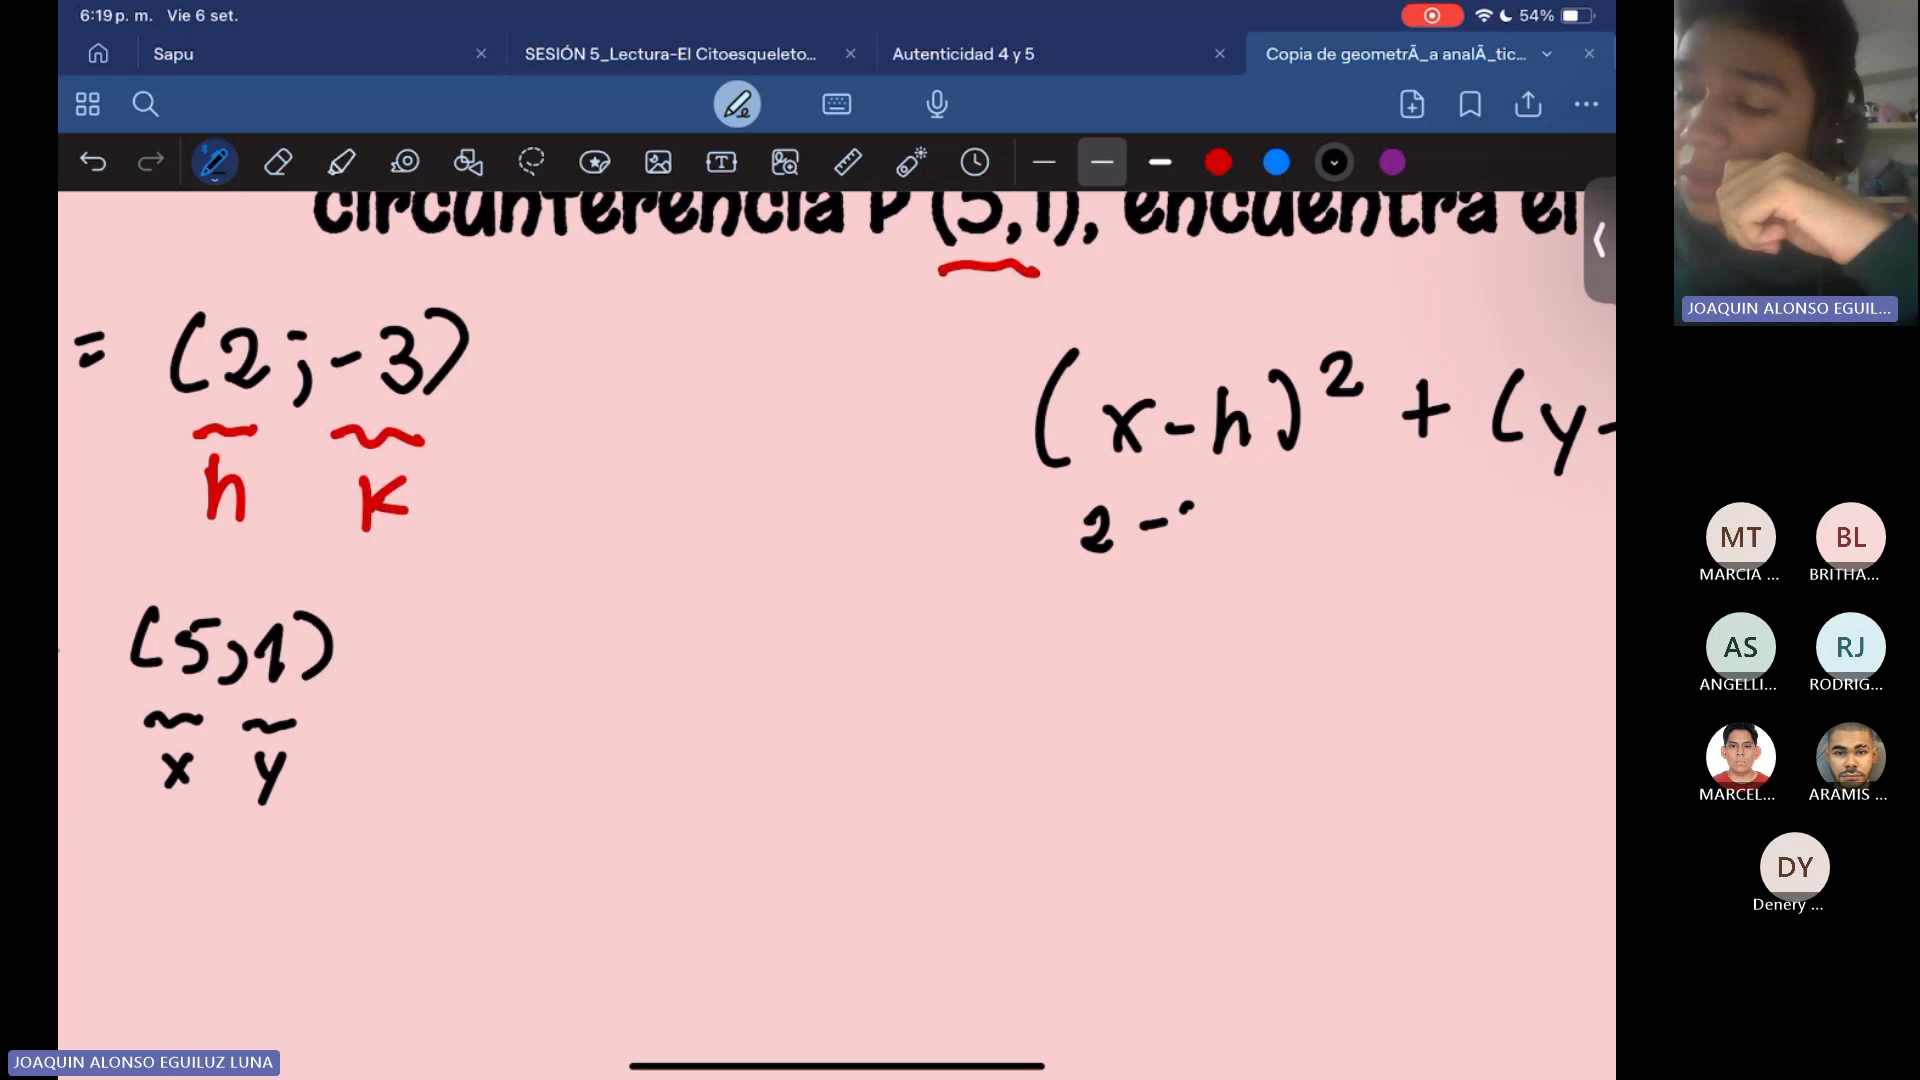 6:19 p. m. Vie 6 set.
54%
Sapu
SESIÓN 5_Lectura-El Citoesqueleto...
Autenticidad 4 y 5
Copia de geometrÃ_a analÃ_tic...
circunferencia P (5,1), encuentra el
= (2;-3)
h k
(5,1)
x y
(x-h)² + (y-
2 -
JOAQUIN ALONSO EGUIL...
MT BL
MARCIA ... BRITHA...
AS RJ
ANGELLI... RODRIG...
MARCEL... ARAMIS ...
DY
Denery ...
JOAQUIN ALONSO EGUILUZ LUNA